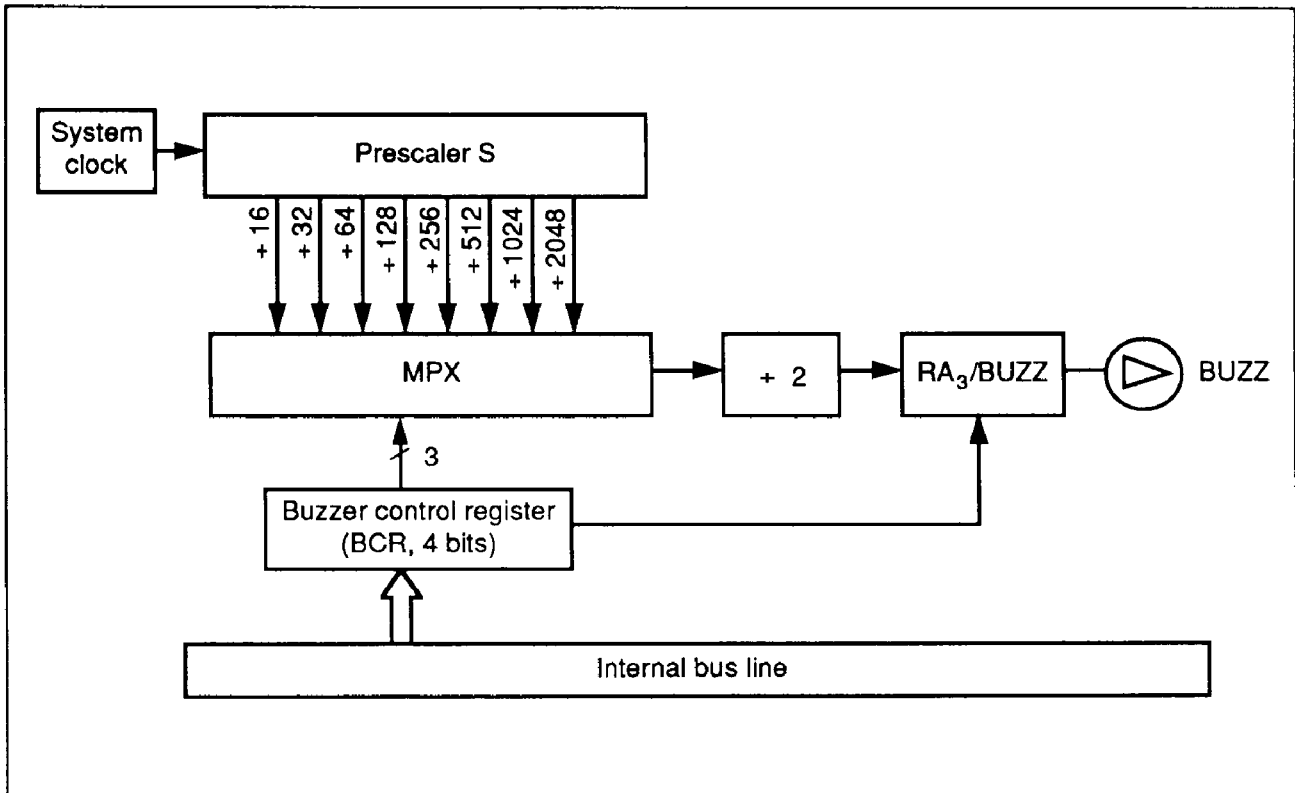 System
clock
Prescaler S
÷ 16
÷ 32
÷ 64
÷ 128
÷ 256
÷ 512
÷ 1024
÷ 2048
MPX
÷ 2
RA₃/BUZZ
BUZZ
3
Buzzer control register
(BCR, 4 bits)
Internal bus line